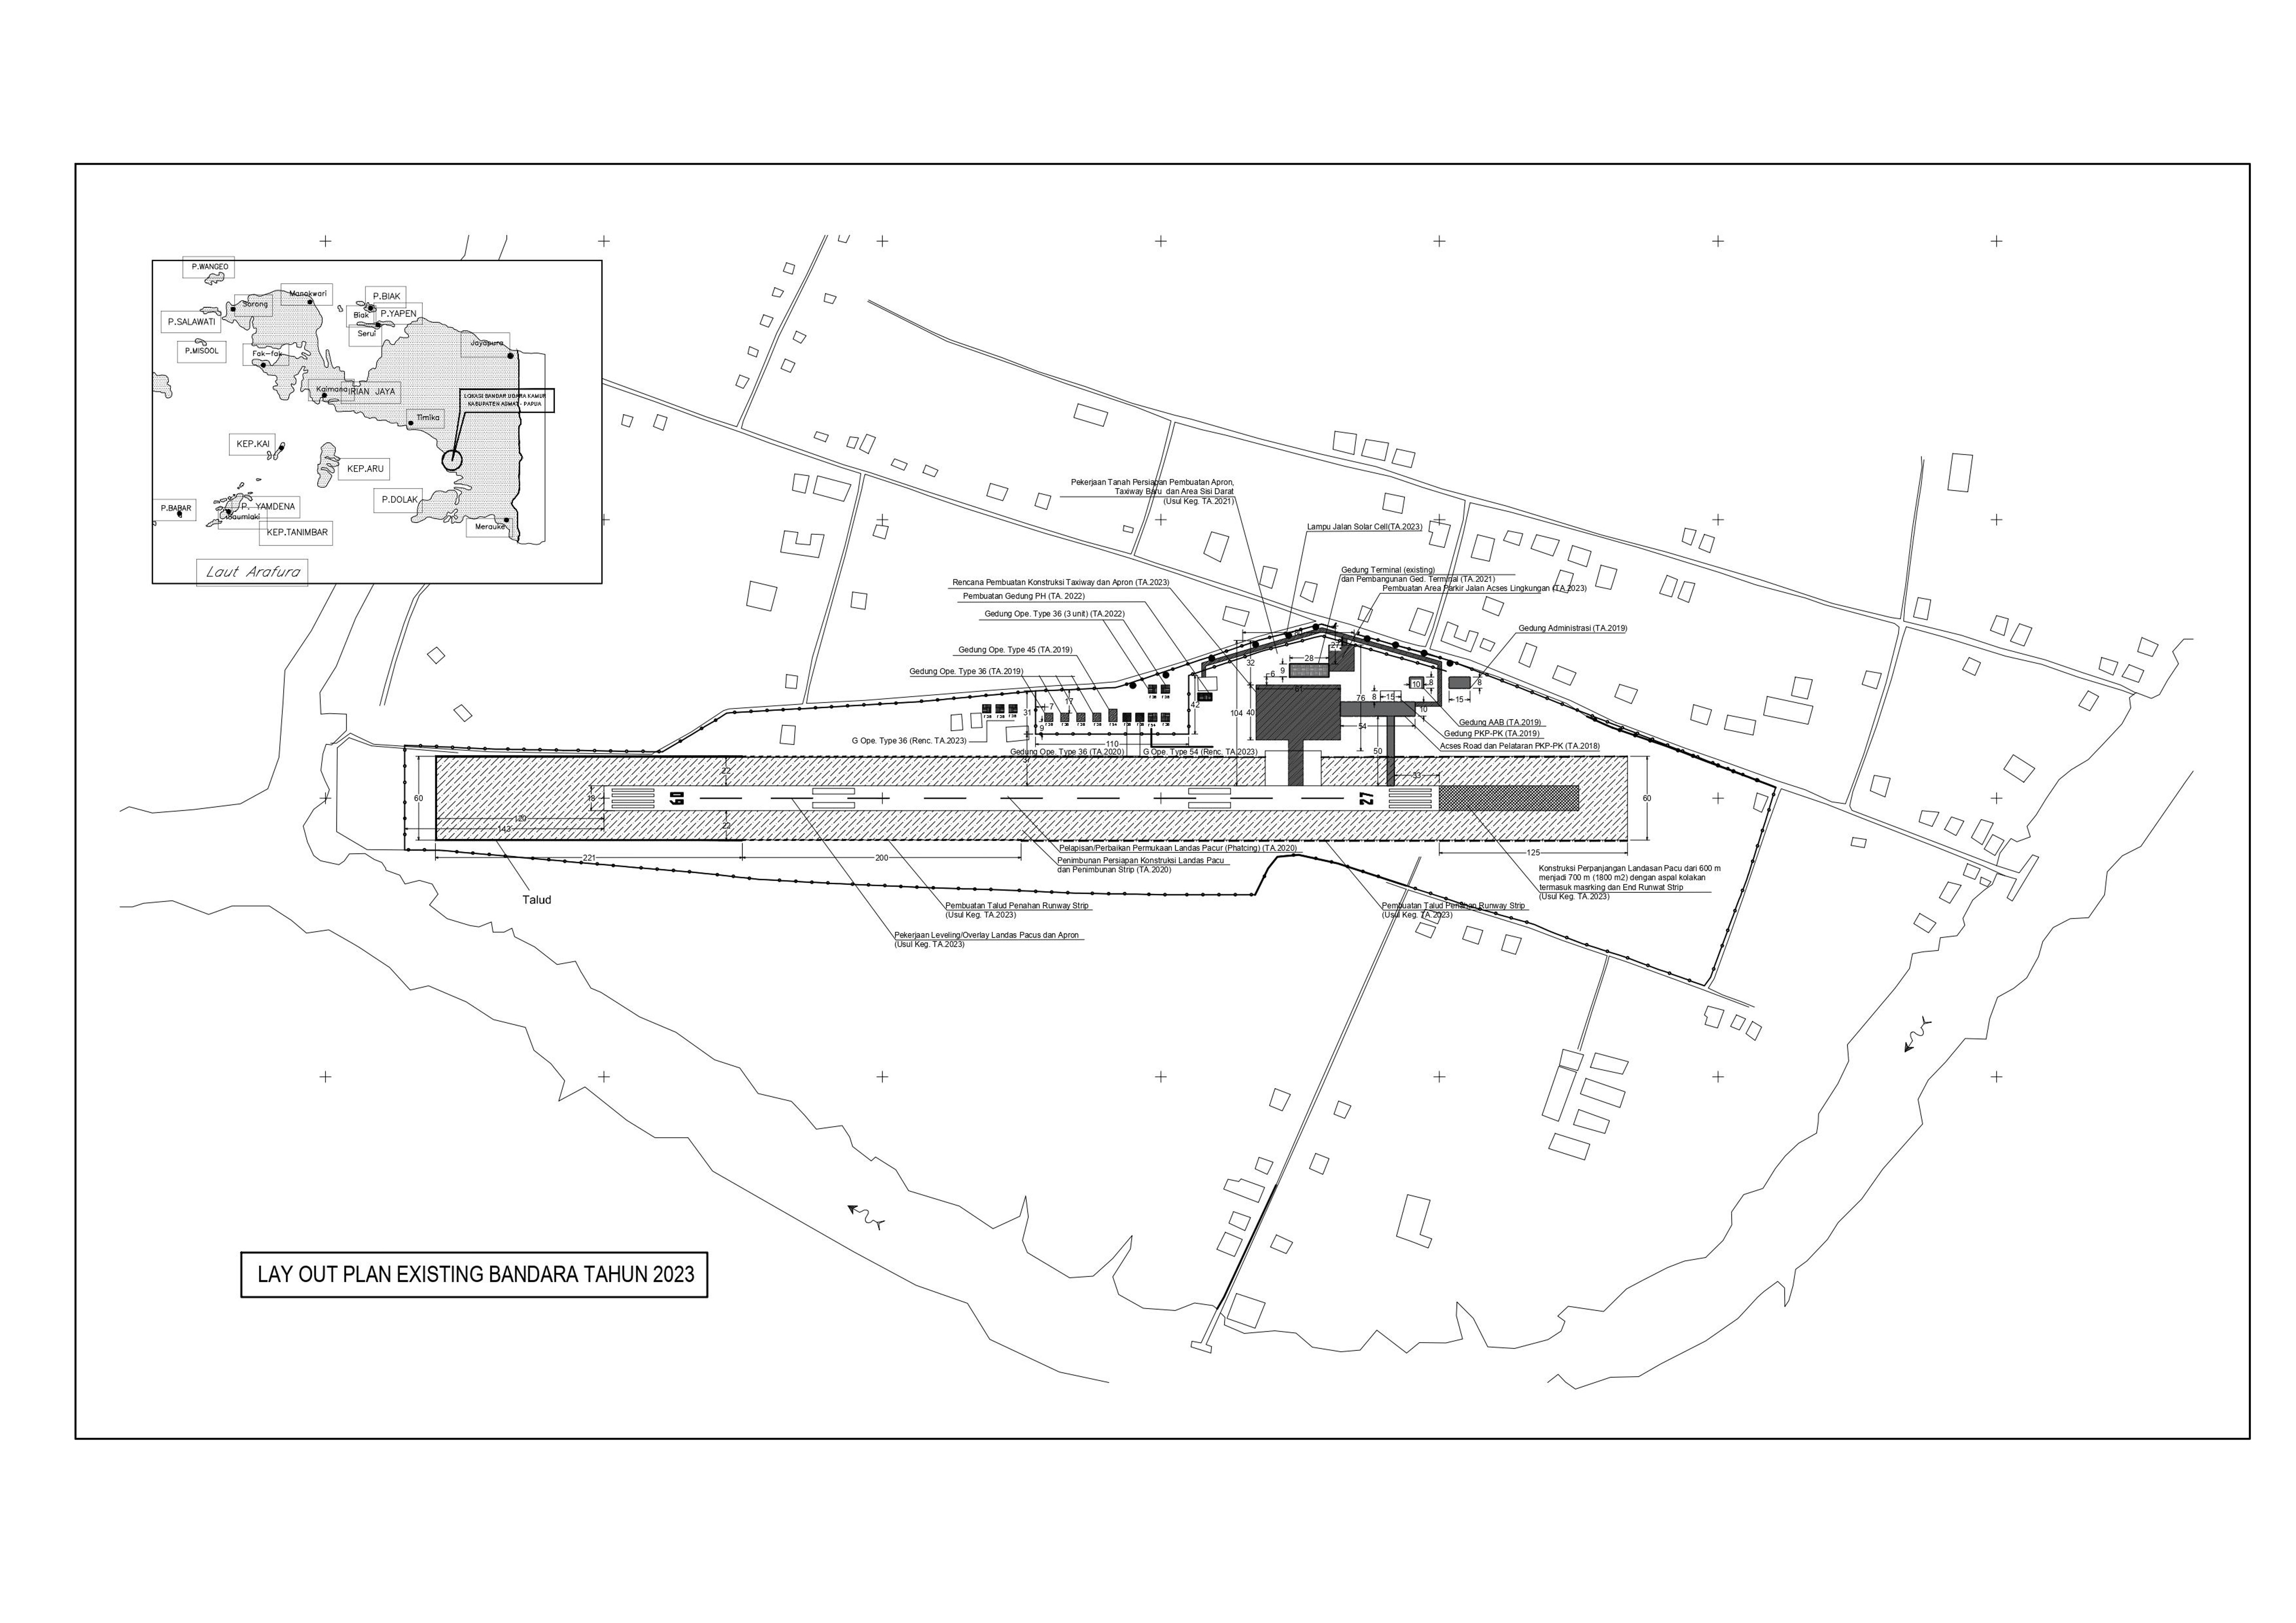 P.WANGEO
Manokwari
P.BIAK
Sorong
Biak
P.YAPEN
P.SALAWATI
Serui
Jayapura
P.MISOOL
Fak-fak
Kaimana
IRIAN JAYA
LOKASI BANDAR UDARA KAMUR
KABUPATEN ASMAT - PAPUA
Timika
KEP.KAI
KEP.ARU
P.DOLAK
P.BABAR
P. YAMDENA
Saumlaki
Merauke
KEP.TANIMBAR
Laut Arafura
Pekerjaan Tanah Persiapan Pembuatan Apron,
Taxiway Baru dan Area Sisi Darat
(Usul Keg. TA.2021)
Lampu Jalan Solar Cell(TA.2023)
Gedung Terminal (existing)
dan Pembangunan Ged. Terminal (TA.2021)
Rencana Pembuatan Konstruksi Taxiway dan Apron (TA.2023)
Pembuatan Area Parkir Jalan Acses Lingkungan (TA.2023)
Pembuatan Gedung PH (TA. 2022)
Gedung Ope. Type 36 (3 unit) (TA.2022)
Gedung Administrasi (TA.2019)
Gedung Ope. Type 45 (TA.2019)
Gedung Ope. Type 36 (TA.2019)
27
32
28
9
6
61
10
8
15
8
76
8
15
10
31
7
17
9
42
104
40
54
50
110
37
Gedung AAB (TA.2019)
Gedung PKP-PK (TA.2019)
Acses Road dan Pelataran PKP-PK (TA.2018)
G Ope. Type 36 (Renc. TA.2023)
Gedung Ope. Type 36 (TA.2020)
G Ope. Type 54 (Renc. TA.2023)
60
22
33
60
18
09
27
120
143
22
221
200
125
Pelapisan/Perbaikan Permukaan Landas Pacur (Phatcing) (TA.2020)
Penimbunan Persiapan Konstruksi Landas Pacu
dan Penimbunan Strip (TA.2020)
Konstruksi Perpanjangan Landasan Pacu dari 600 m
menjadi 700 m (1800 m2) dengan aspal kolakan
termasuk masrking dan End Runwat Strip
(Usul Keg. TA.2023)
Talud
Pembuatan Talud Penahan Runway Strip
(Usul Keg. TA.2023)
Pembuatan Talud Penahan Runway Strip
(Usul Keg. TA.2023)
Pekerjaan Leveling/Overlay Landas Pacus dan Apron
(Usul Keg. TA.2023)
LAY OUT PLAN EXISTING BANDARA TAHUN 2023